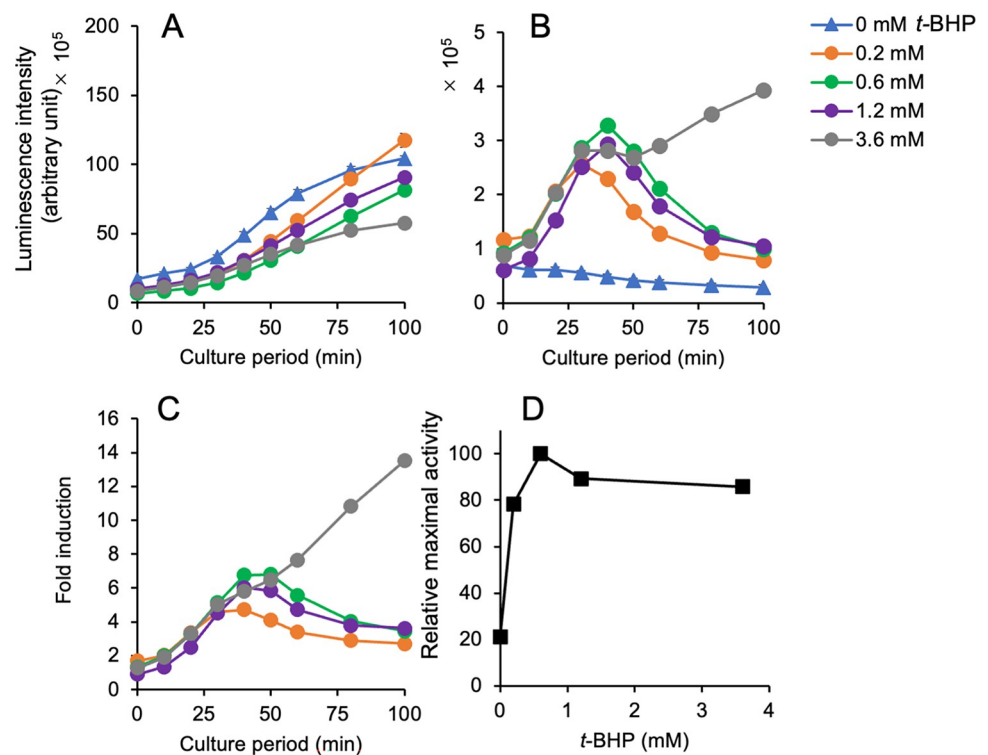 A
Luminescence intensity
(arbitrary unit) × 10⁵
200
150
100
50
0
0 25 50 75 100
Culture period (min)
B
× 10⁵
5
4
3
2
1
0
0 25 50 75 100
Culture period (min)
0 mM t-BHP
0.2 mM
0.6 mM
1.2 mM
3.6 mM
C
Fold induction
16
14
12
10
8
6
4
2
0
0 25 50 75 100
Culture period (min)
D
Relative maximal activity
100
80
60
40
20
0
0 1 2 3 4
t-BHP (mM)